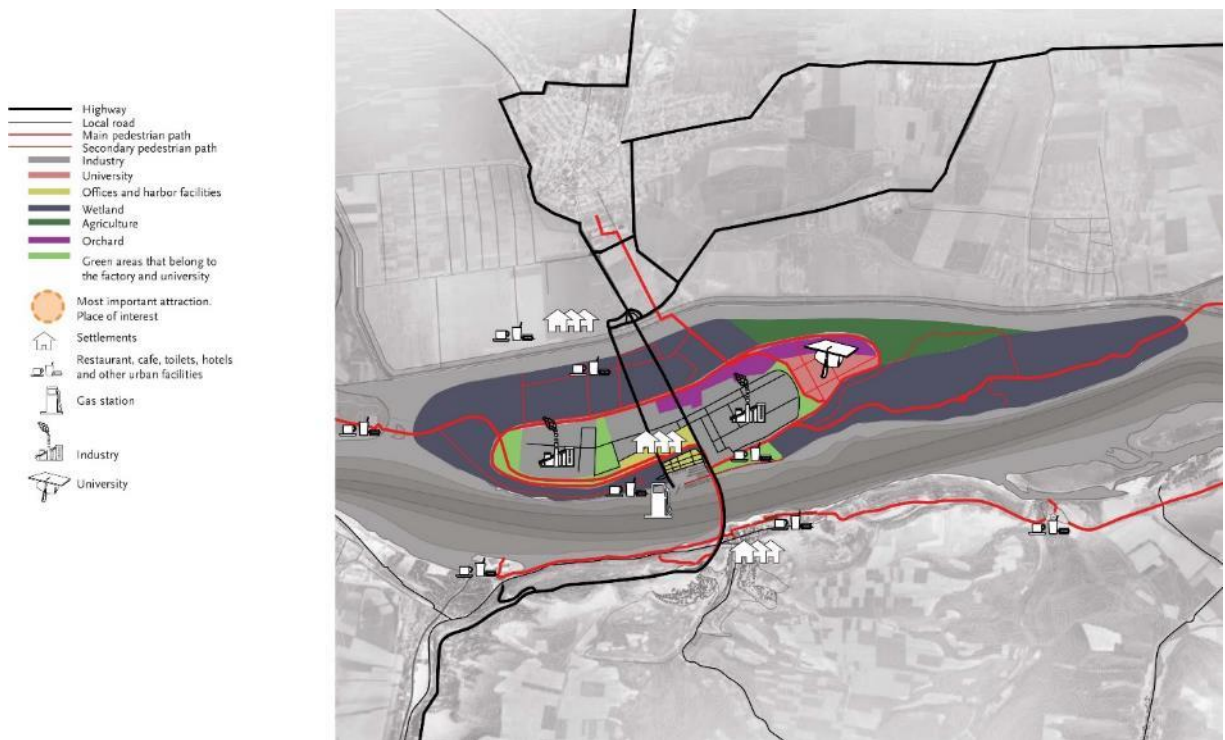 Highway
Local road
Main pedestrian path
Secondary pedestrian path
Industry
University
Offices and harbor facilities
Wetland
Agriculture
Orchard
Green areas that belong to
the factory and university
Most important attraction.
Place of interest
Settlements
Restaurant, cafe, toilets, hotels
and other urban facilities
Gas station
Industry
University